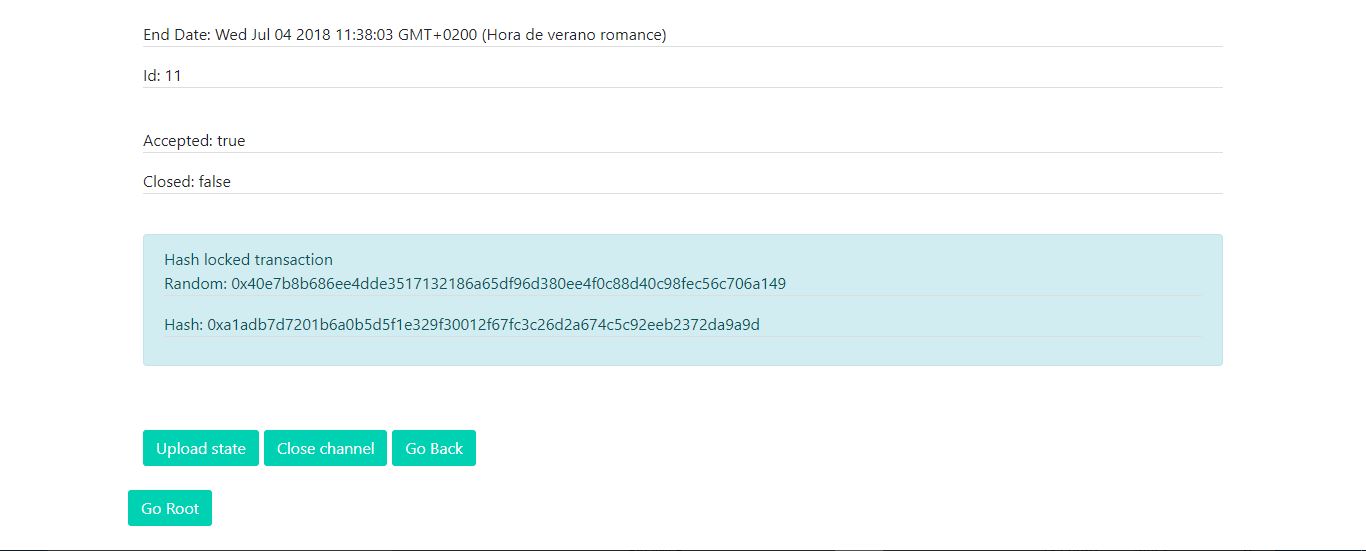 End Date: Wed Jul 04 2018 11:38:03 GMT+0200 (Hora de verano romance)
Id: 11
Accepted: true
Closed: false
Hash locked transaction
Random: 0x40e7b8b686ee4dde3517132186a65df96d380ee4f0c88d40c98fec56c706a149
Hash: 0xa1adb7d7201b6a0b5d5f1e329f30012f67fc3c26d2a674c5c92eeb2372da9a9d
Upload state Close channel Go Back
Go Root